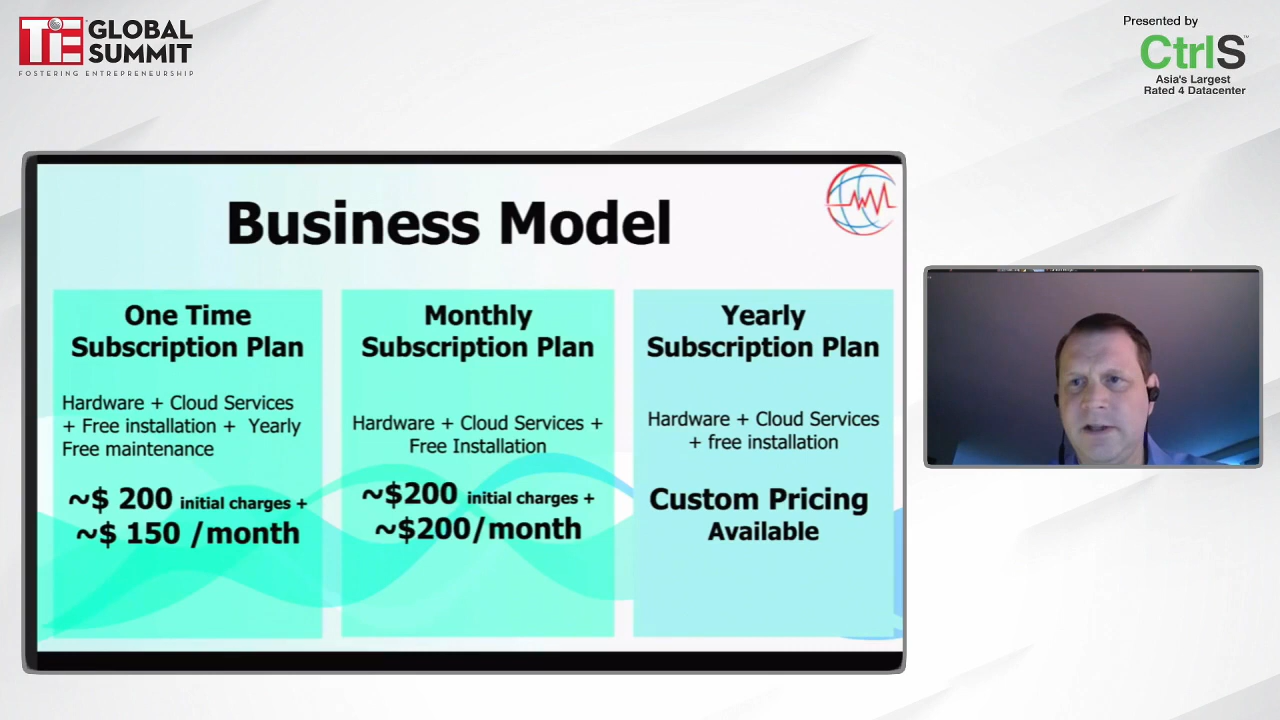 TiE GLOBAL
SUMMIT
FOSTERING ENTREPRENEURSHIP
Presented by
CtrlS™
Asia's Largest
Rated 4 Datacenter
Business Model
One Time
Subscription Plan
Hardware + Cloud Services
+ Free installation + Yearly
Free maintenance
~$ 200 initial charges +
~$ 150 /month
Monthly
Subscription Plan
Hardware + Cloud Services +
Free Installation
~$200 initial charges +
~$200/month
Yearly
Subscription Plan
Hardware + Cloud Services
+ free installation
Custom Pricing
Available